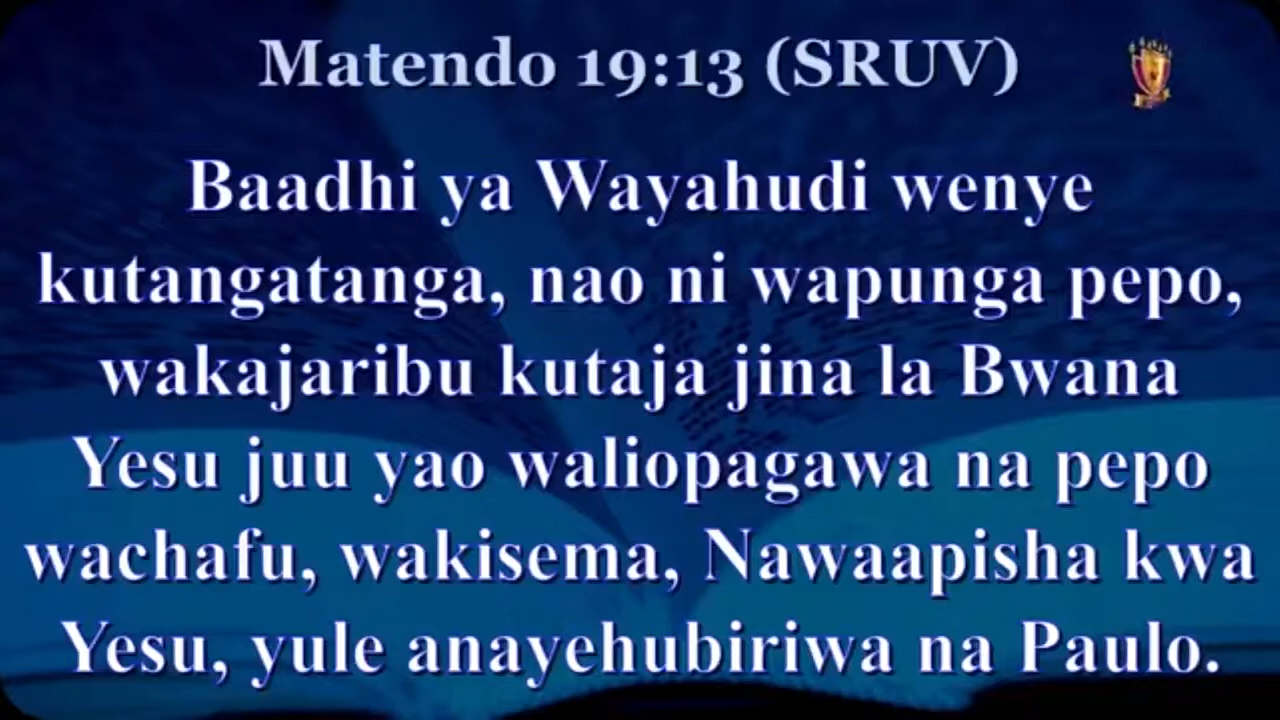 Matendo 19:13 (SRUV)
Baadhi ya Wayahudi wenye
kutangatanga, nao ni wapunga pepo,
wakajaribu kutaja jina la Bwana
Yesu juu yao waliopagawa na pepo
wachafu, wakisema, Nawaapisha kwa
Yesu, yule anayehubiriwa na Paulo.